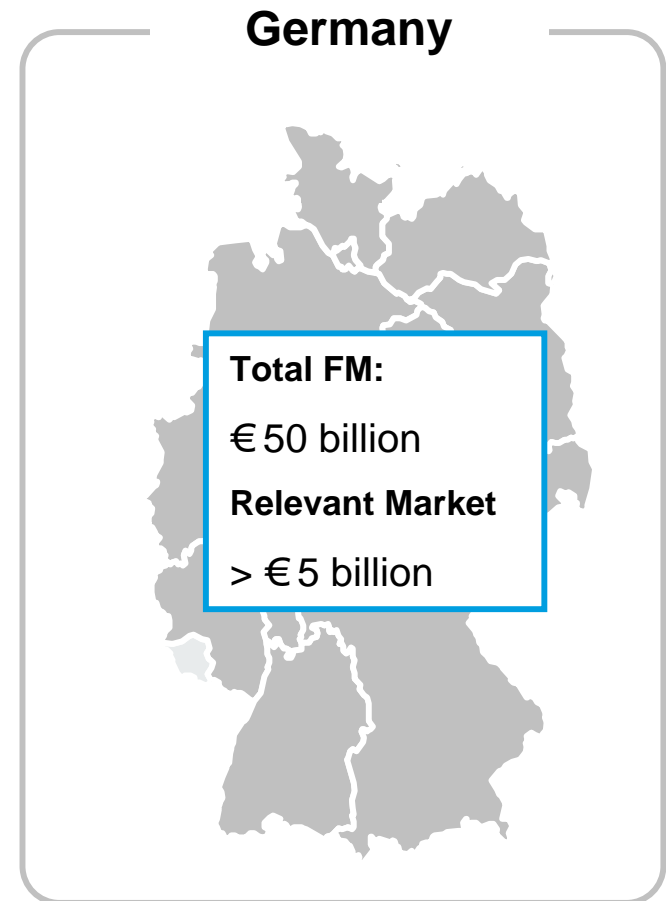 Germany
Total FM:
€50 billion
Relevant Market
> €5 billion